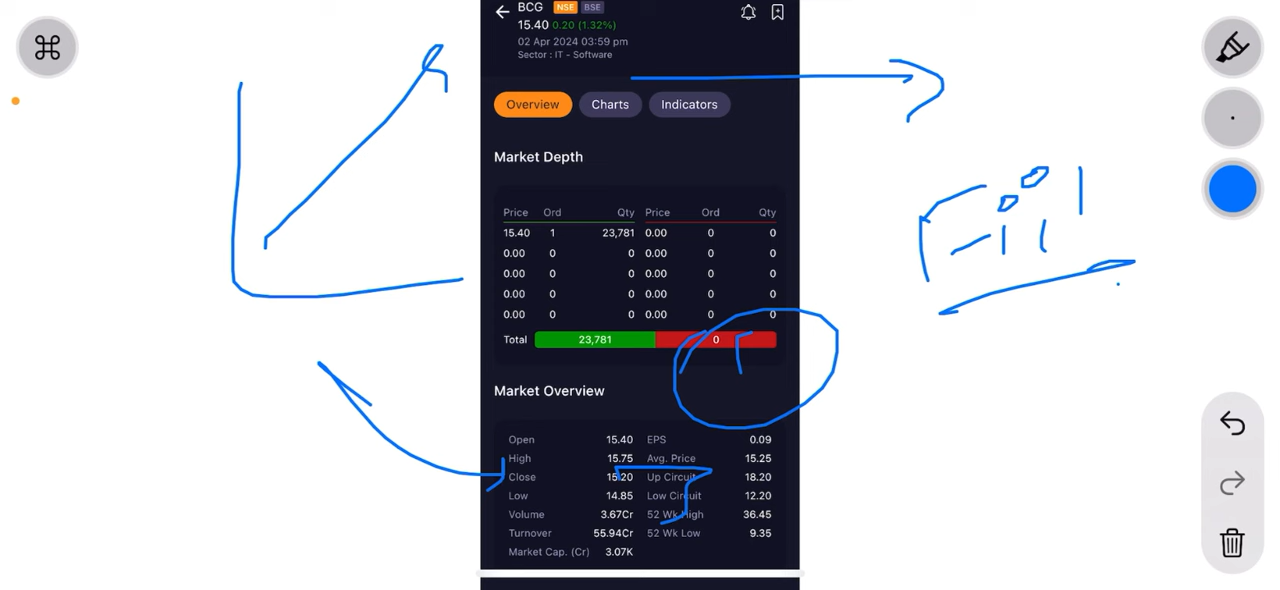 BCG NSE BSE
15.40 0.20 (1.32%)
02 Apr 2024 03:59 pm
Sector : IT - Software
Overview Charts Indicators
Market Depth
Price Ord Qty Price Ord Qty
15.40 1 23,781 0.00 0 0
0.00 0 0 0.00 0 0
0.00 0 0 0.00 0 0
0.00 0 0 0.00 0 0
0.00 0 0 0.00 0 0
Total 23,781 0
Market Overview
Open 15.40 EPS 0.09
High 15.75 Avg. Price 15.25
Close 15.20 Up Circuit 18.20
Low 14.85 Low Circuit 12.20
Volume 3.67Cr 52 Wk High 36.45
Turnover 55.94Cr 52 Wk Low 9.35
Market Cap. (Cr) 3.07K